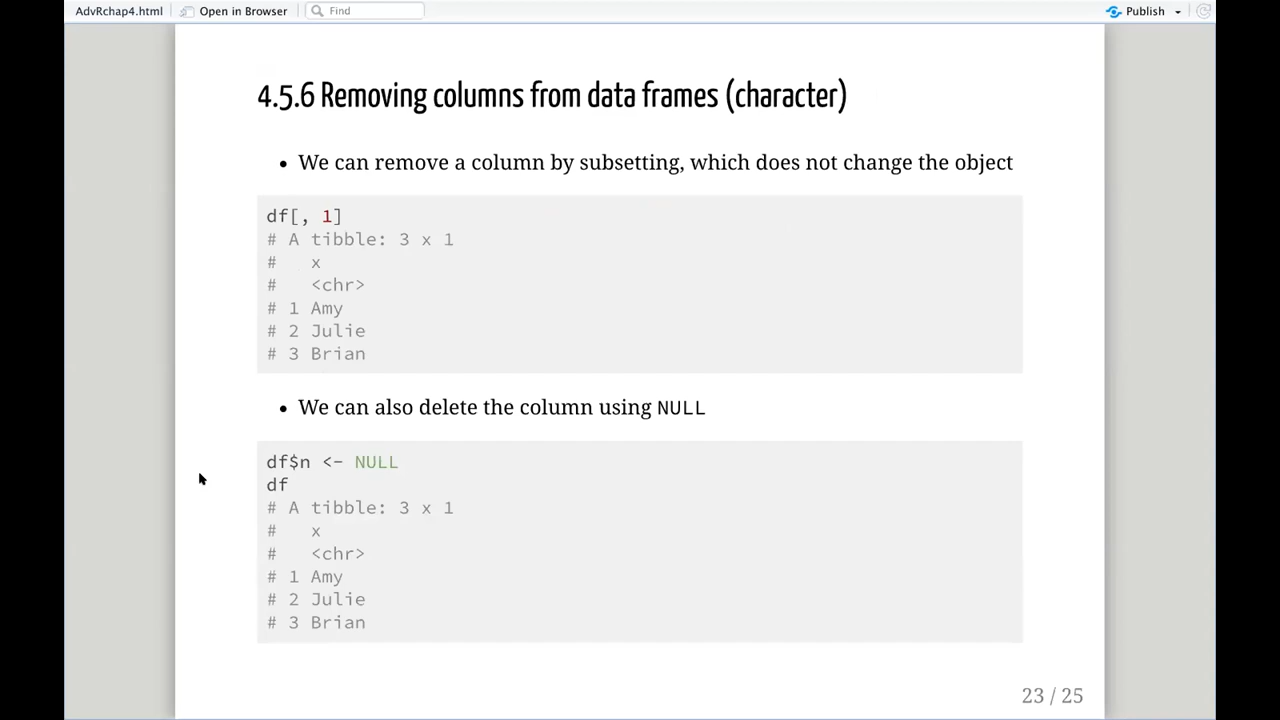 AdvRchap4.html Open in Browser Find Publish
4.5.6 Removing columns from data frames (character)
• We can remove a column by subsetting, which does not change the object
df[, 1]
# A tibble: 3 x 1
#   x
#   <chr>
# 1 Amy
# 2 Julie
# 3 Brian
• We can also delete the column using NULL
df$n <- NULL
df
# A tibble: 3 x 1
#   x
#   <chr>
# 1 Amy
# 2 Julie
# 3 Brian
23 / 25